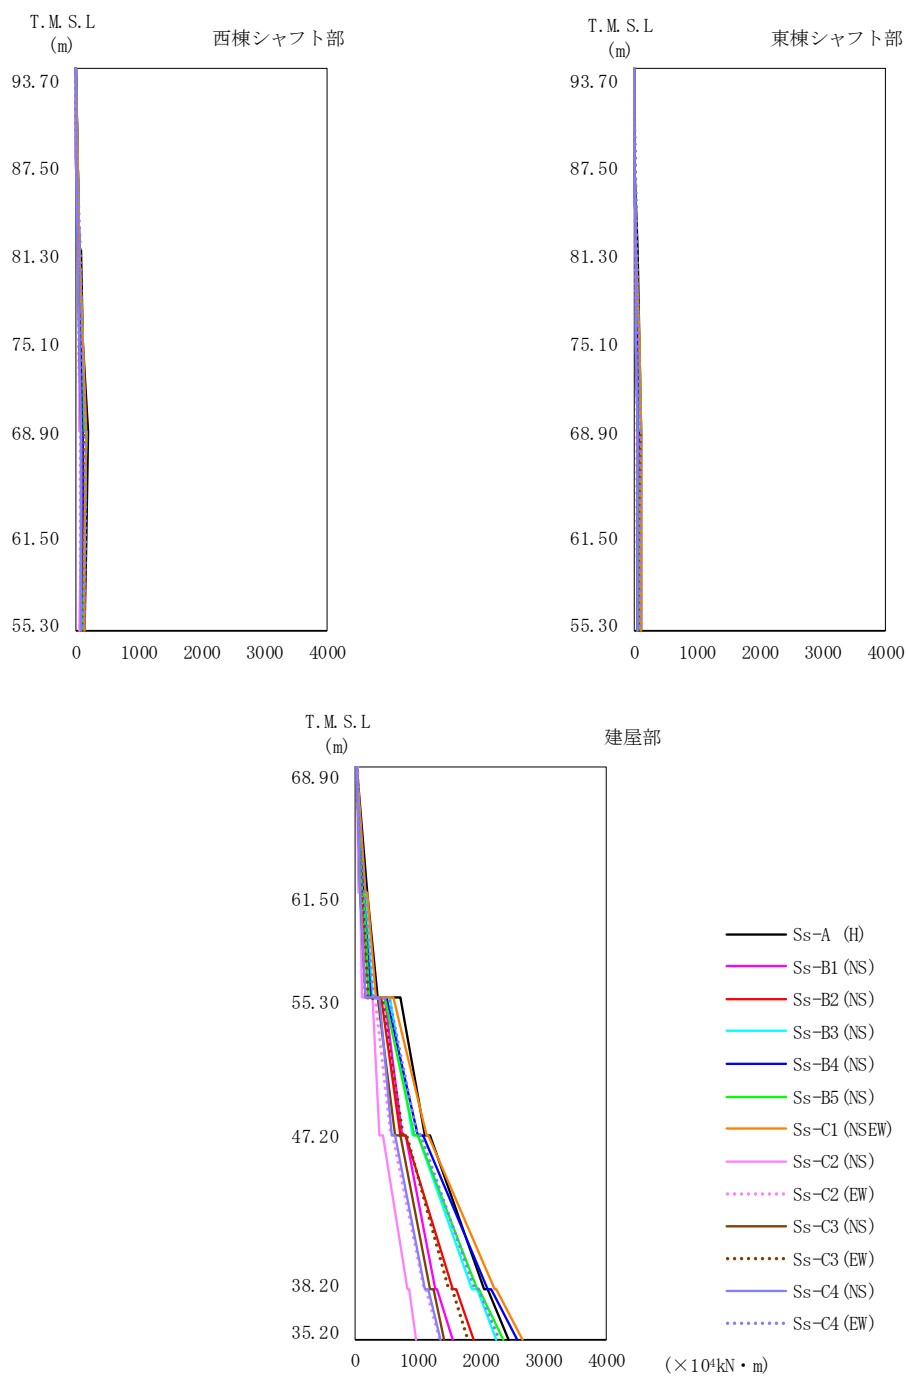 T.M.S.L
(m)
西棟シャフト部
93.70
87.50
81.30
75.10
68.90
61.50
55.30
0 1000 2000 3000 4000
T.M.S.L
(m)
東棟シャフト部
93.70
87.50
81.30
75.10
68.90
61.50
55.30
0 1000 2000 3000 4000
T.M.S.L
(m)
建屋部
68.90
61.50
55.30
47.20
38.20
35.20
0 1000 2000 3000 4000
(×10⁴kN・m)
Ss-A (H)
Ss-B1(NS)
Ss-B2(NS)
Ss-B3(NS)
Ss-B4(NS)
Ss-B5(NS)
Ss-C1(NSEW)
Ss-C2(NS)
Ss-C2(EW)
Ss-C3(NS)
Ss-C3(EW)
Ss-C4(NS)
Ss-C4(EW)